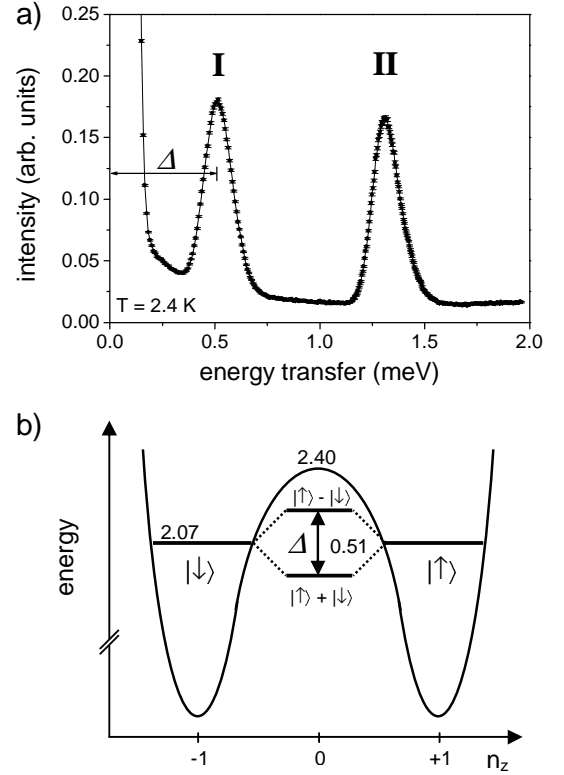 a)
0.25
0.20
0.15
0.10
0.05
0.00
intensity (arb. units)
I
II
Δ
T = 2.4 K
0.0 0.5 1.0 1.5 2.0
energy transfer (meV)
b)
2.40
|↑⟩ - |↓⟩
2.07
Δ 0.51
|↓⟩
|↑⟩
|↑⟩ + |↓⟩
energy
-1 0 +1 n_z